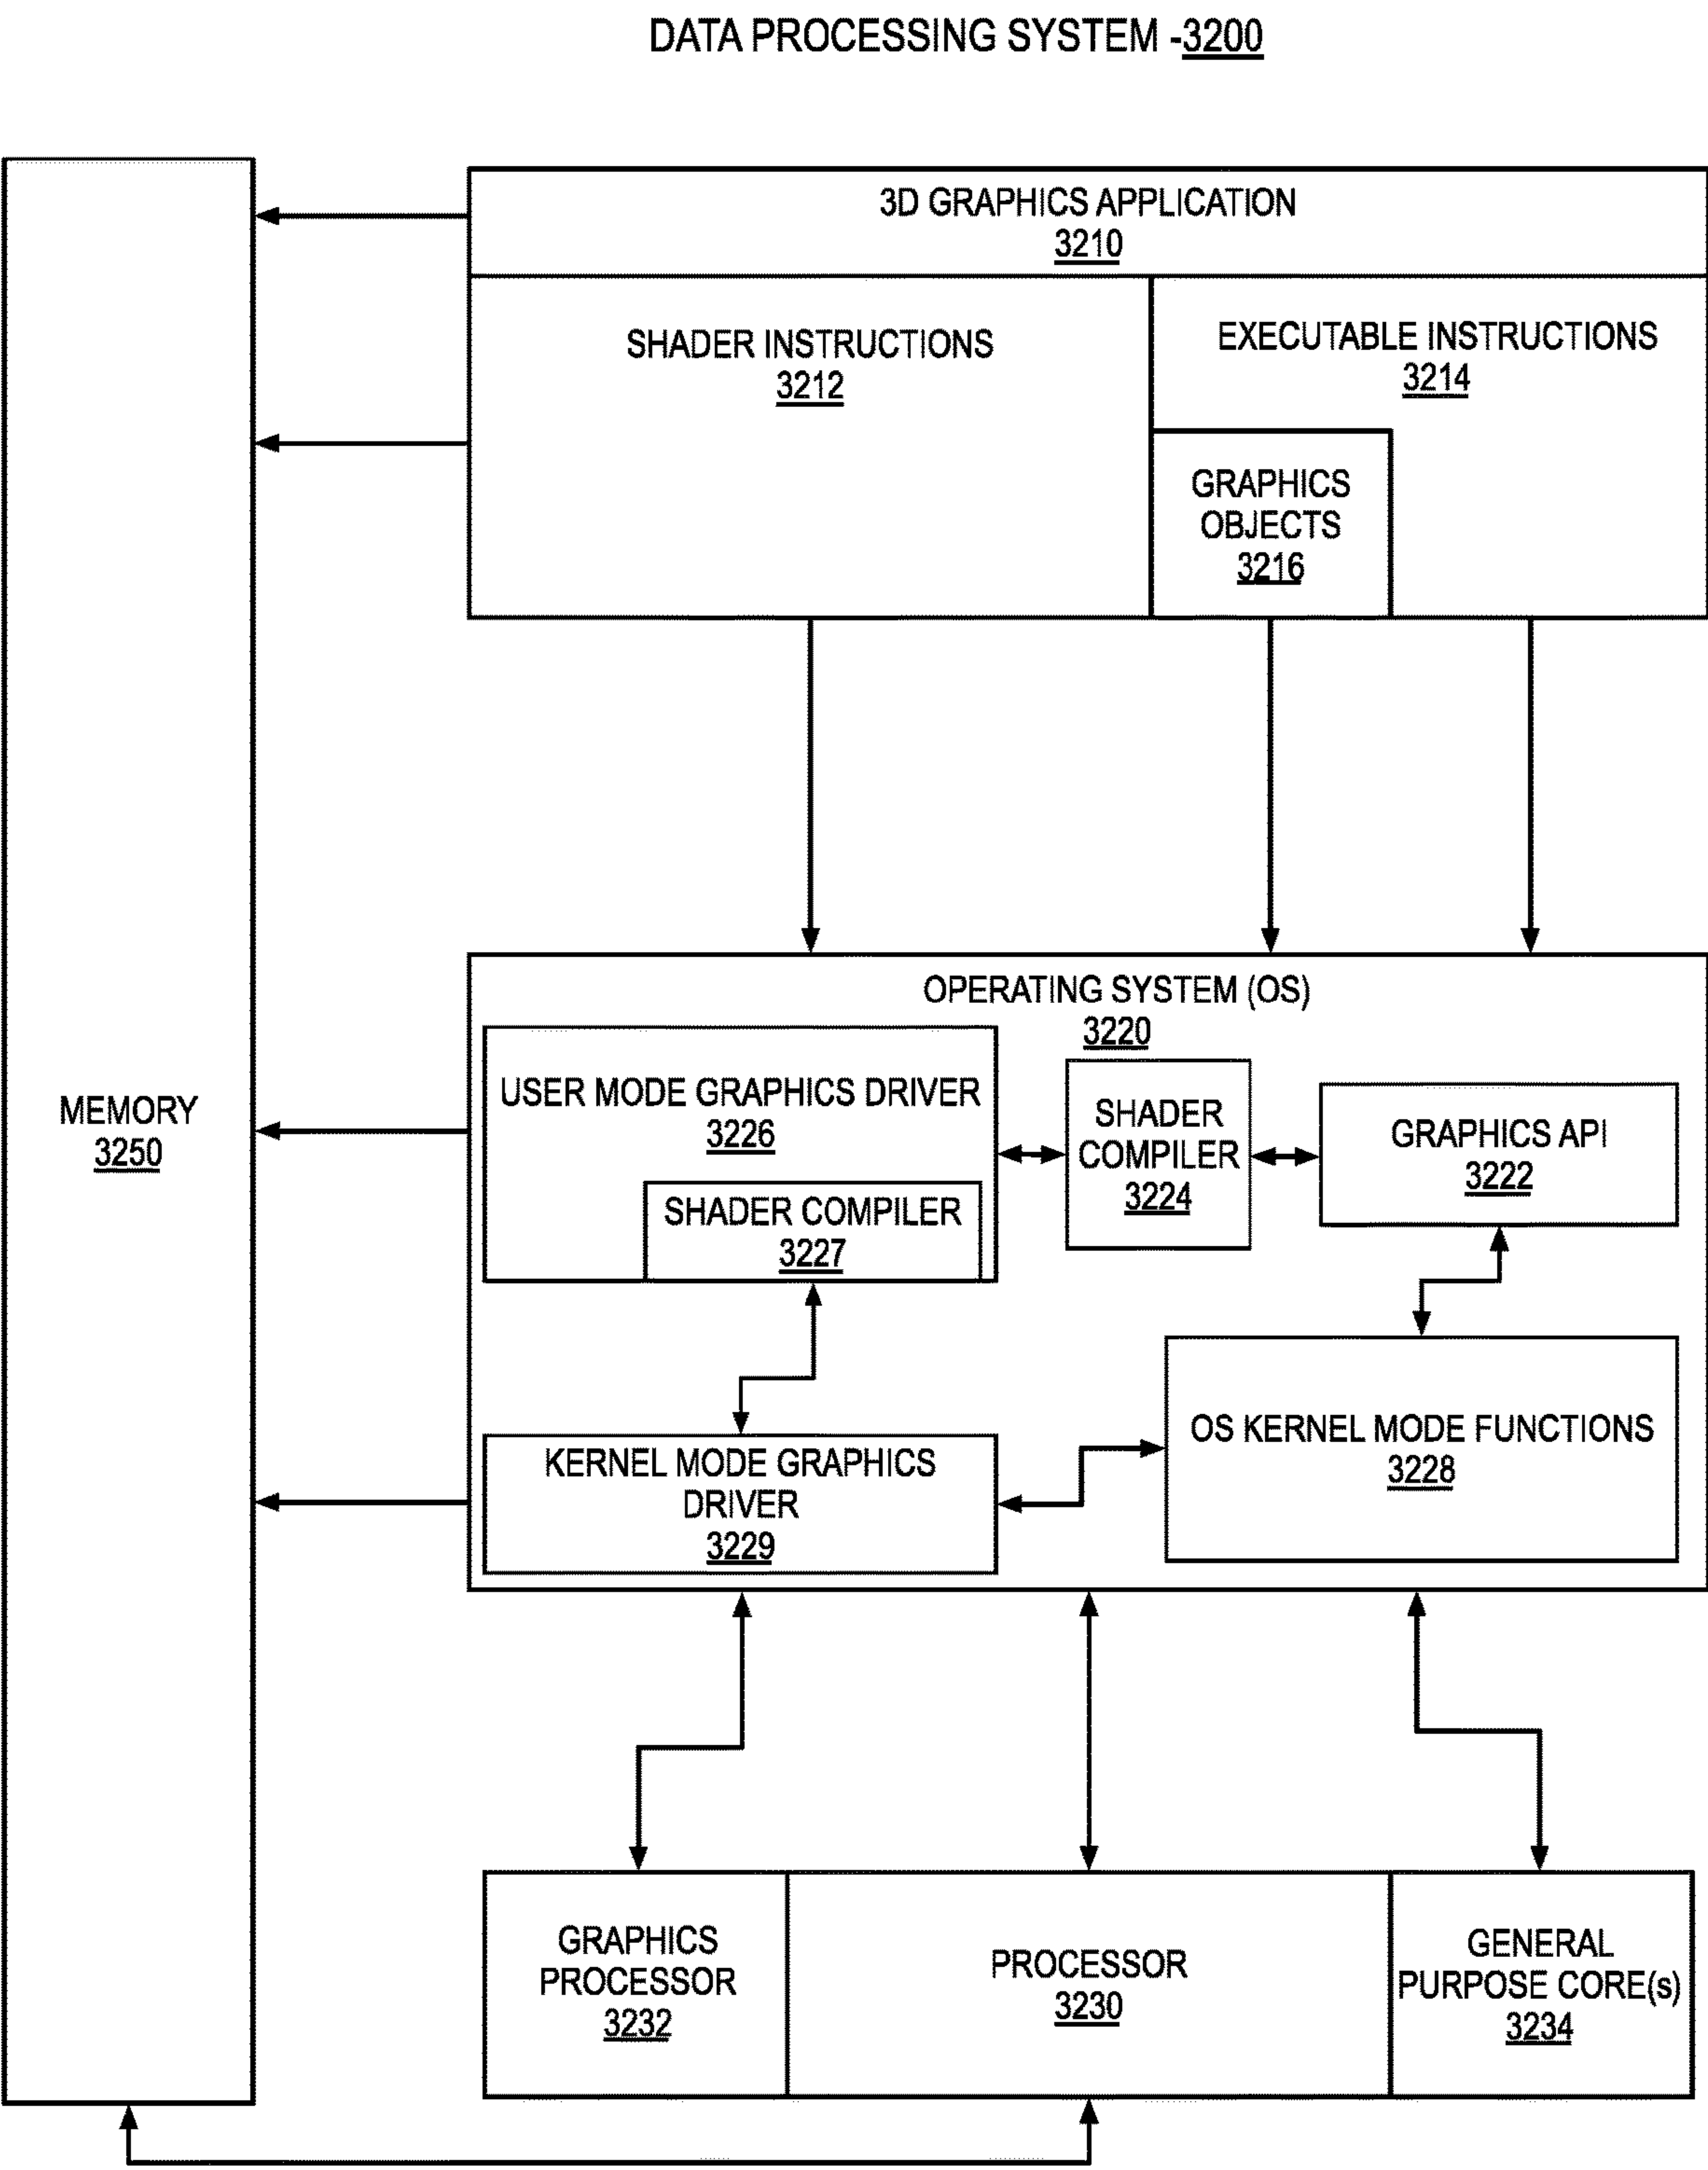 DATA PROCESSING SYSTEM -3200
3D GRAPHICS APPLICATION
3210
SHADER INSTRUCTIONS
3212
EXECUTABLE INSTRUCTIONS
3214
GRAPHICS
OBJECTS
3216
MEMORY
3250
OPERATING SYSTEM (OS)
3220
USER MODE GRAPHICS DRIVER
3226
SHADER COMPILER
3227
SHADER
COMPILER
3224
GRAPHICS API
3222
KERNEL MODE GRAPHICS
DRIVER
3229
OS KERNEL MODE FUNCTIONS
3228
GRAPHICS
PROCESSOR
3232
PROCESSOR
3230
GENERAL
PURPOSE CORE(s)
3234